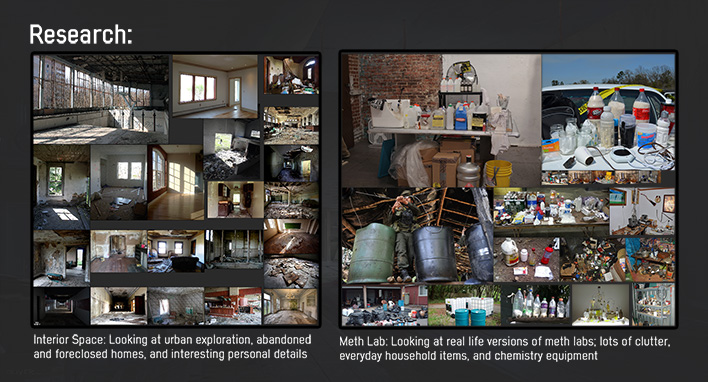 Research:
Interior Space: Looking at urban exploration, abandoned
and foreclosed homes, and interesting personal details
Meth Lab: Looking at real life versions of meth labs; lots of clutter,
everyday household items, and chemistry equipment